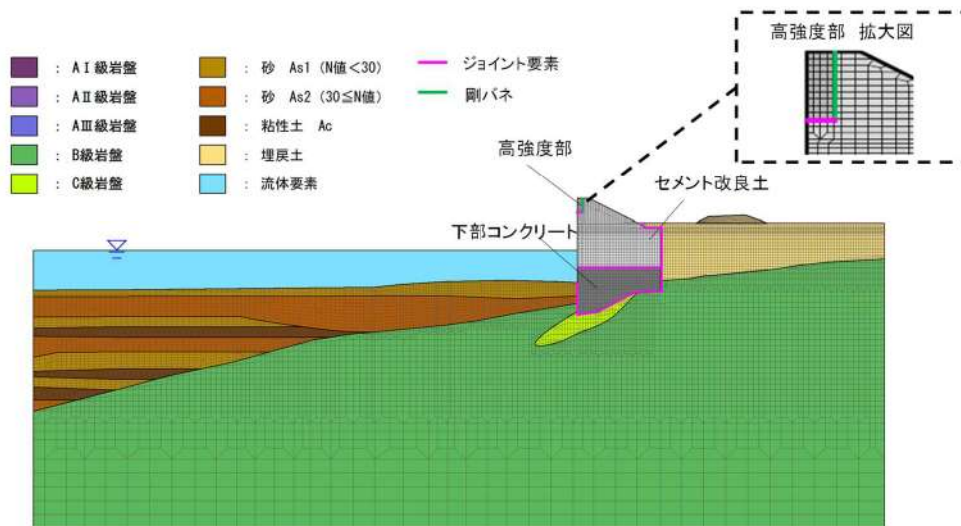 : AⅠ級岩盤
: AⅡ級岩盤
: AⅢ級岩盤
: B級岩盤
: C級岩盤
: 砂 As1 (N値<30)
: 砂 As2 (30≦N値)
: 粘性土 Ac
: 埋戻土
: 流体要素
ジョイント要素
剛バネ
高強度部 拡大図
高強度部
セメント改良土
下部コンクリート